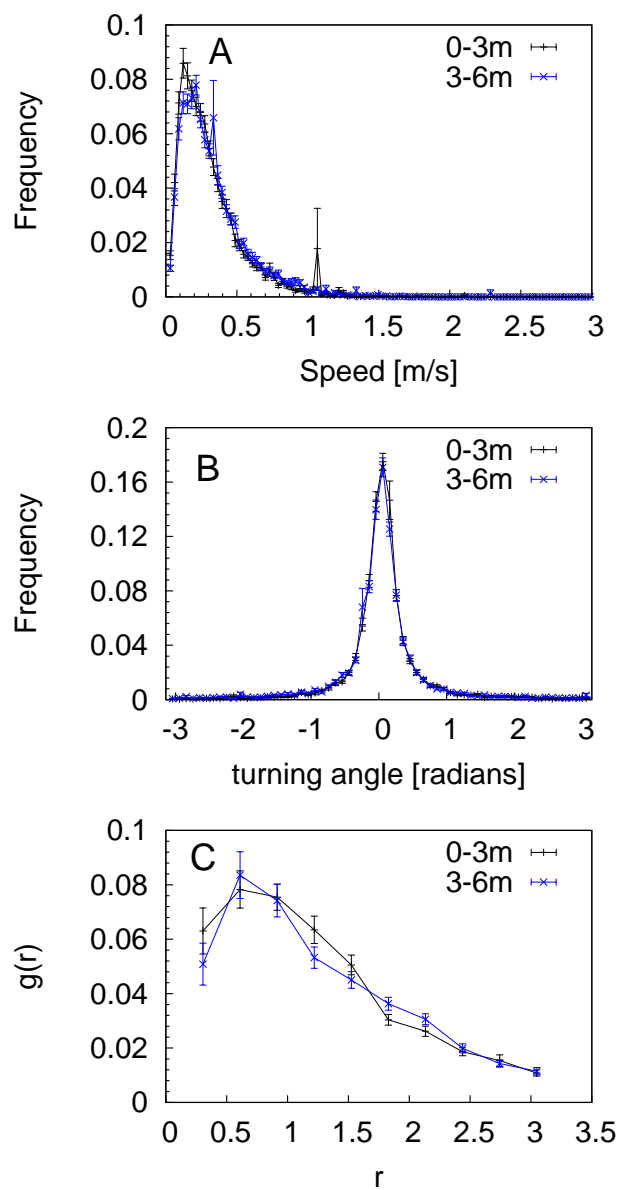 0.1
0.08
0.06
0.04
0.02
0
Frequency
A
0-3m
3-6m
0 0.5 1 1.5 2 2.5 3
Speed [m/s]
0.2
0.16
0.12
0.08
0.04
0
Frequency
B
0-3m
3-6m
-3 -2 -1 0 1 2 3
turning angle [radians]
0.1
0.08
0.06
0.04
0.02
0
g(r)
C
0-3m
3-6m
0 0.5 1 1.5 2 2.5 3 3.5
r